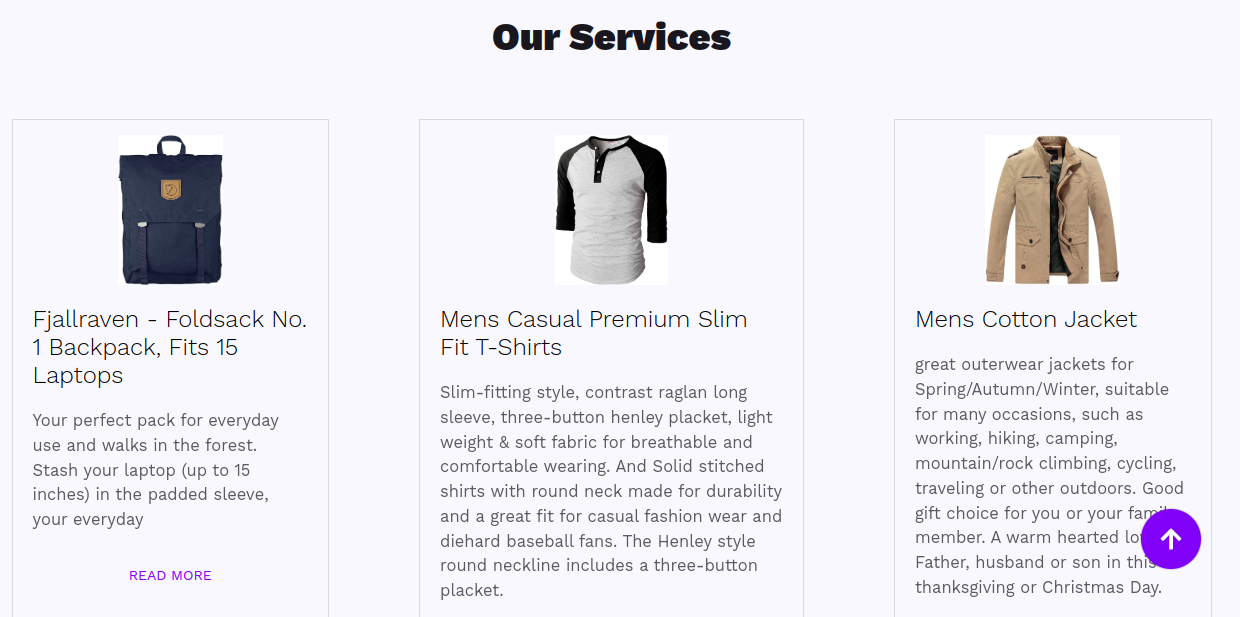 Our Services
Fjallraven - Foldsack No.
1 Backpack, Fits 15
Laptops
Your perfect pack for everyday
use and walks in the forest.
Stash your laptop (up to 15
inches) in the padded sleeve,
your everyday
READ MORE
Mens Casual Premium Slim
Fit T-Shirts
Slim-fitting style, contrast raglan long
sleeve, three-button henley placket, light
weight & soft fabric for breathable and
comfortable wearing. And Solid stitched
shirts with round neck made for durability
and a great fit for casual fashion wear and
diehard baseball fans. The Henley style
round neckline includes a three-button
placket.
Mens Cotton Jacket
great outerwear jackets for
Spring/Autumn/Winter, suitable
for many occasions, such as
working, hiking, camping,
mountain/rock climbing, cycling,
traveling or other outdoors. Good
gift choice for you or your family
member. A warm hearted
Father, husband or son in this
thanksgiving or Christmas Day.